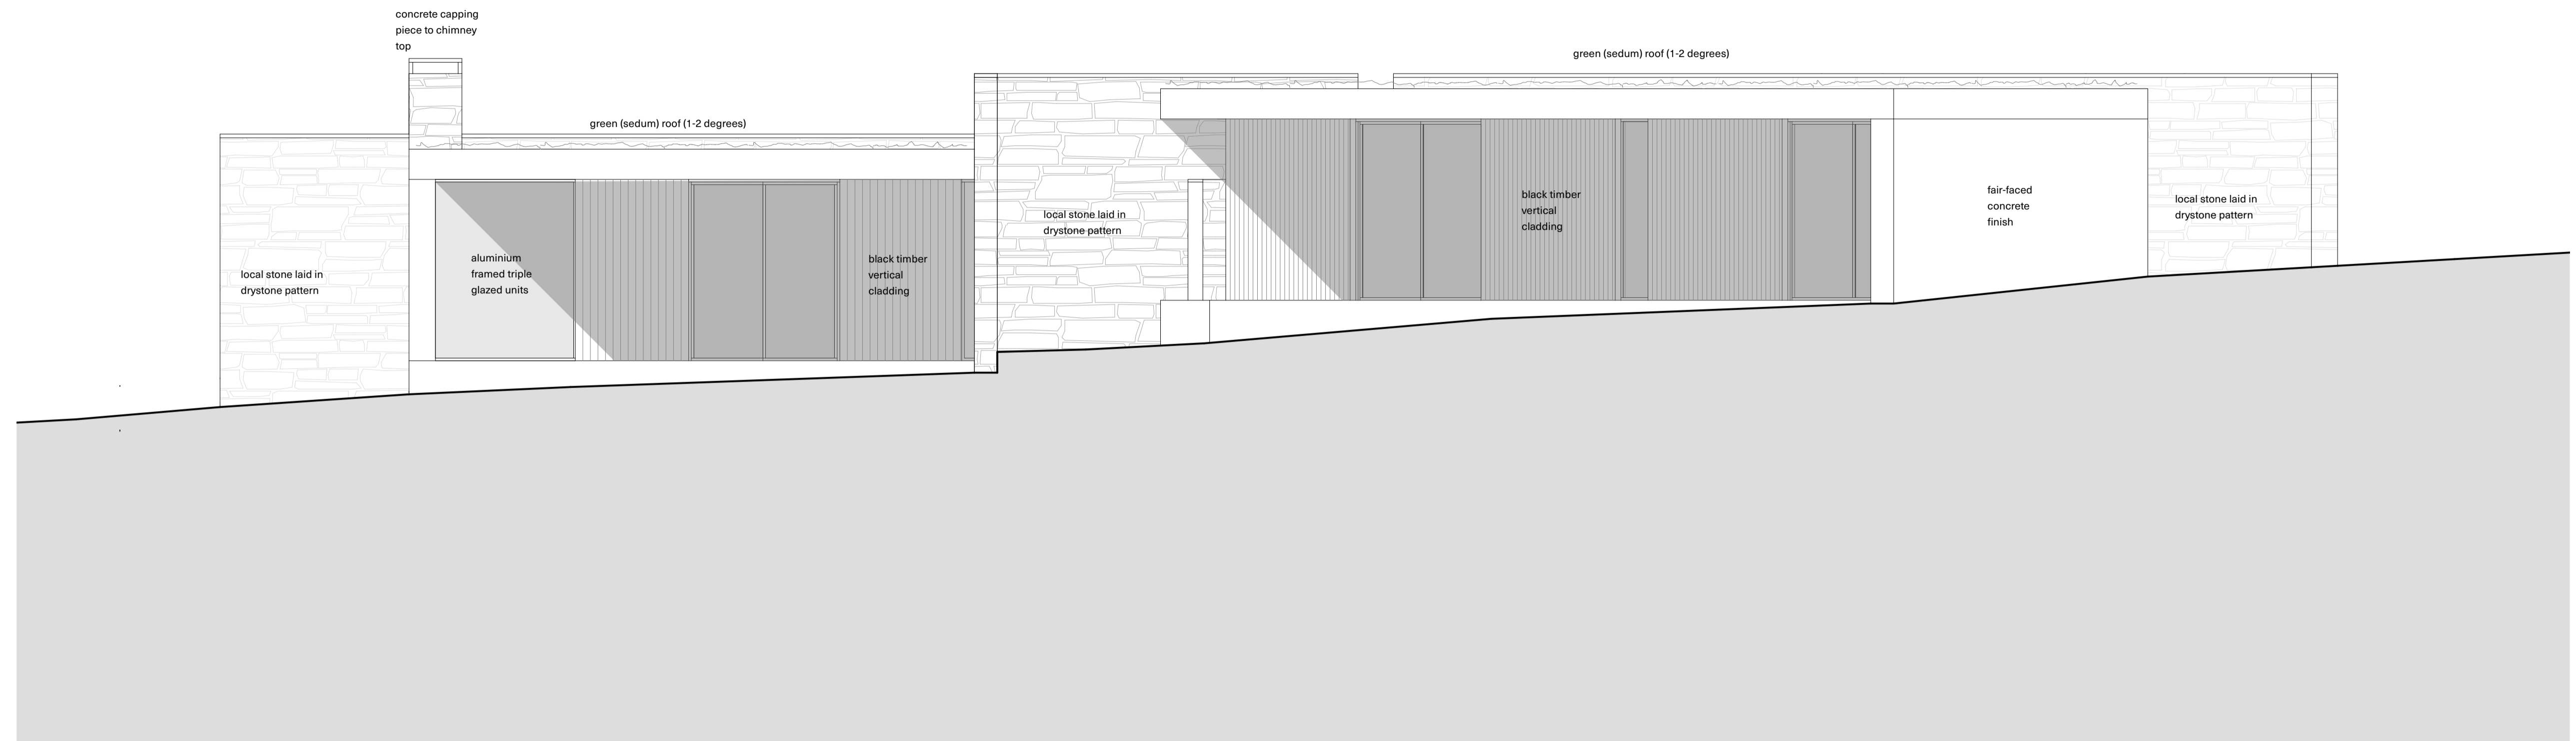 concrete capping
piece to chimney
top
green (sedum) roof (1-2 degrees)
green (sedum) roof (1-2 degrees)
local stone laid in
drystone pattern
aluminium
framed triple
glazed units
black timber
vertical
cladding
local stone laid in
drystone pattern
black timber
vertical
cladding
fair-faced
concrete
finish
local stone laid in
drystone pattern